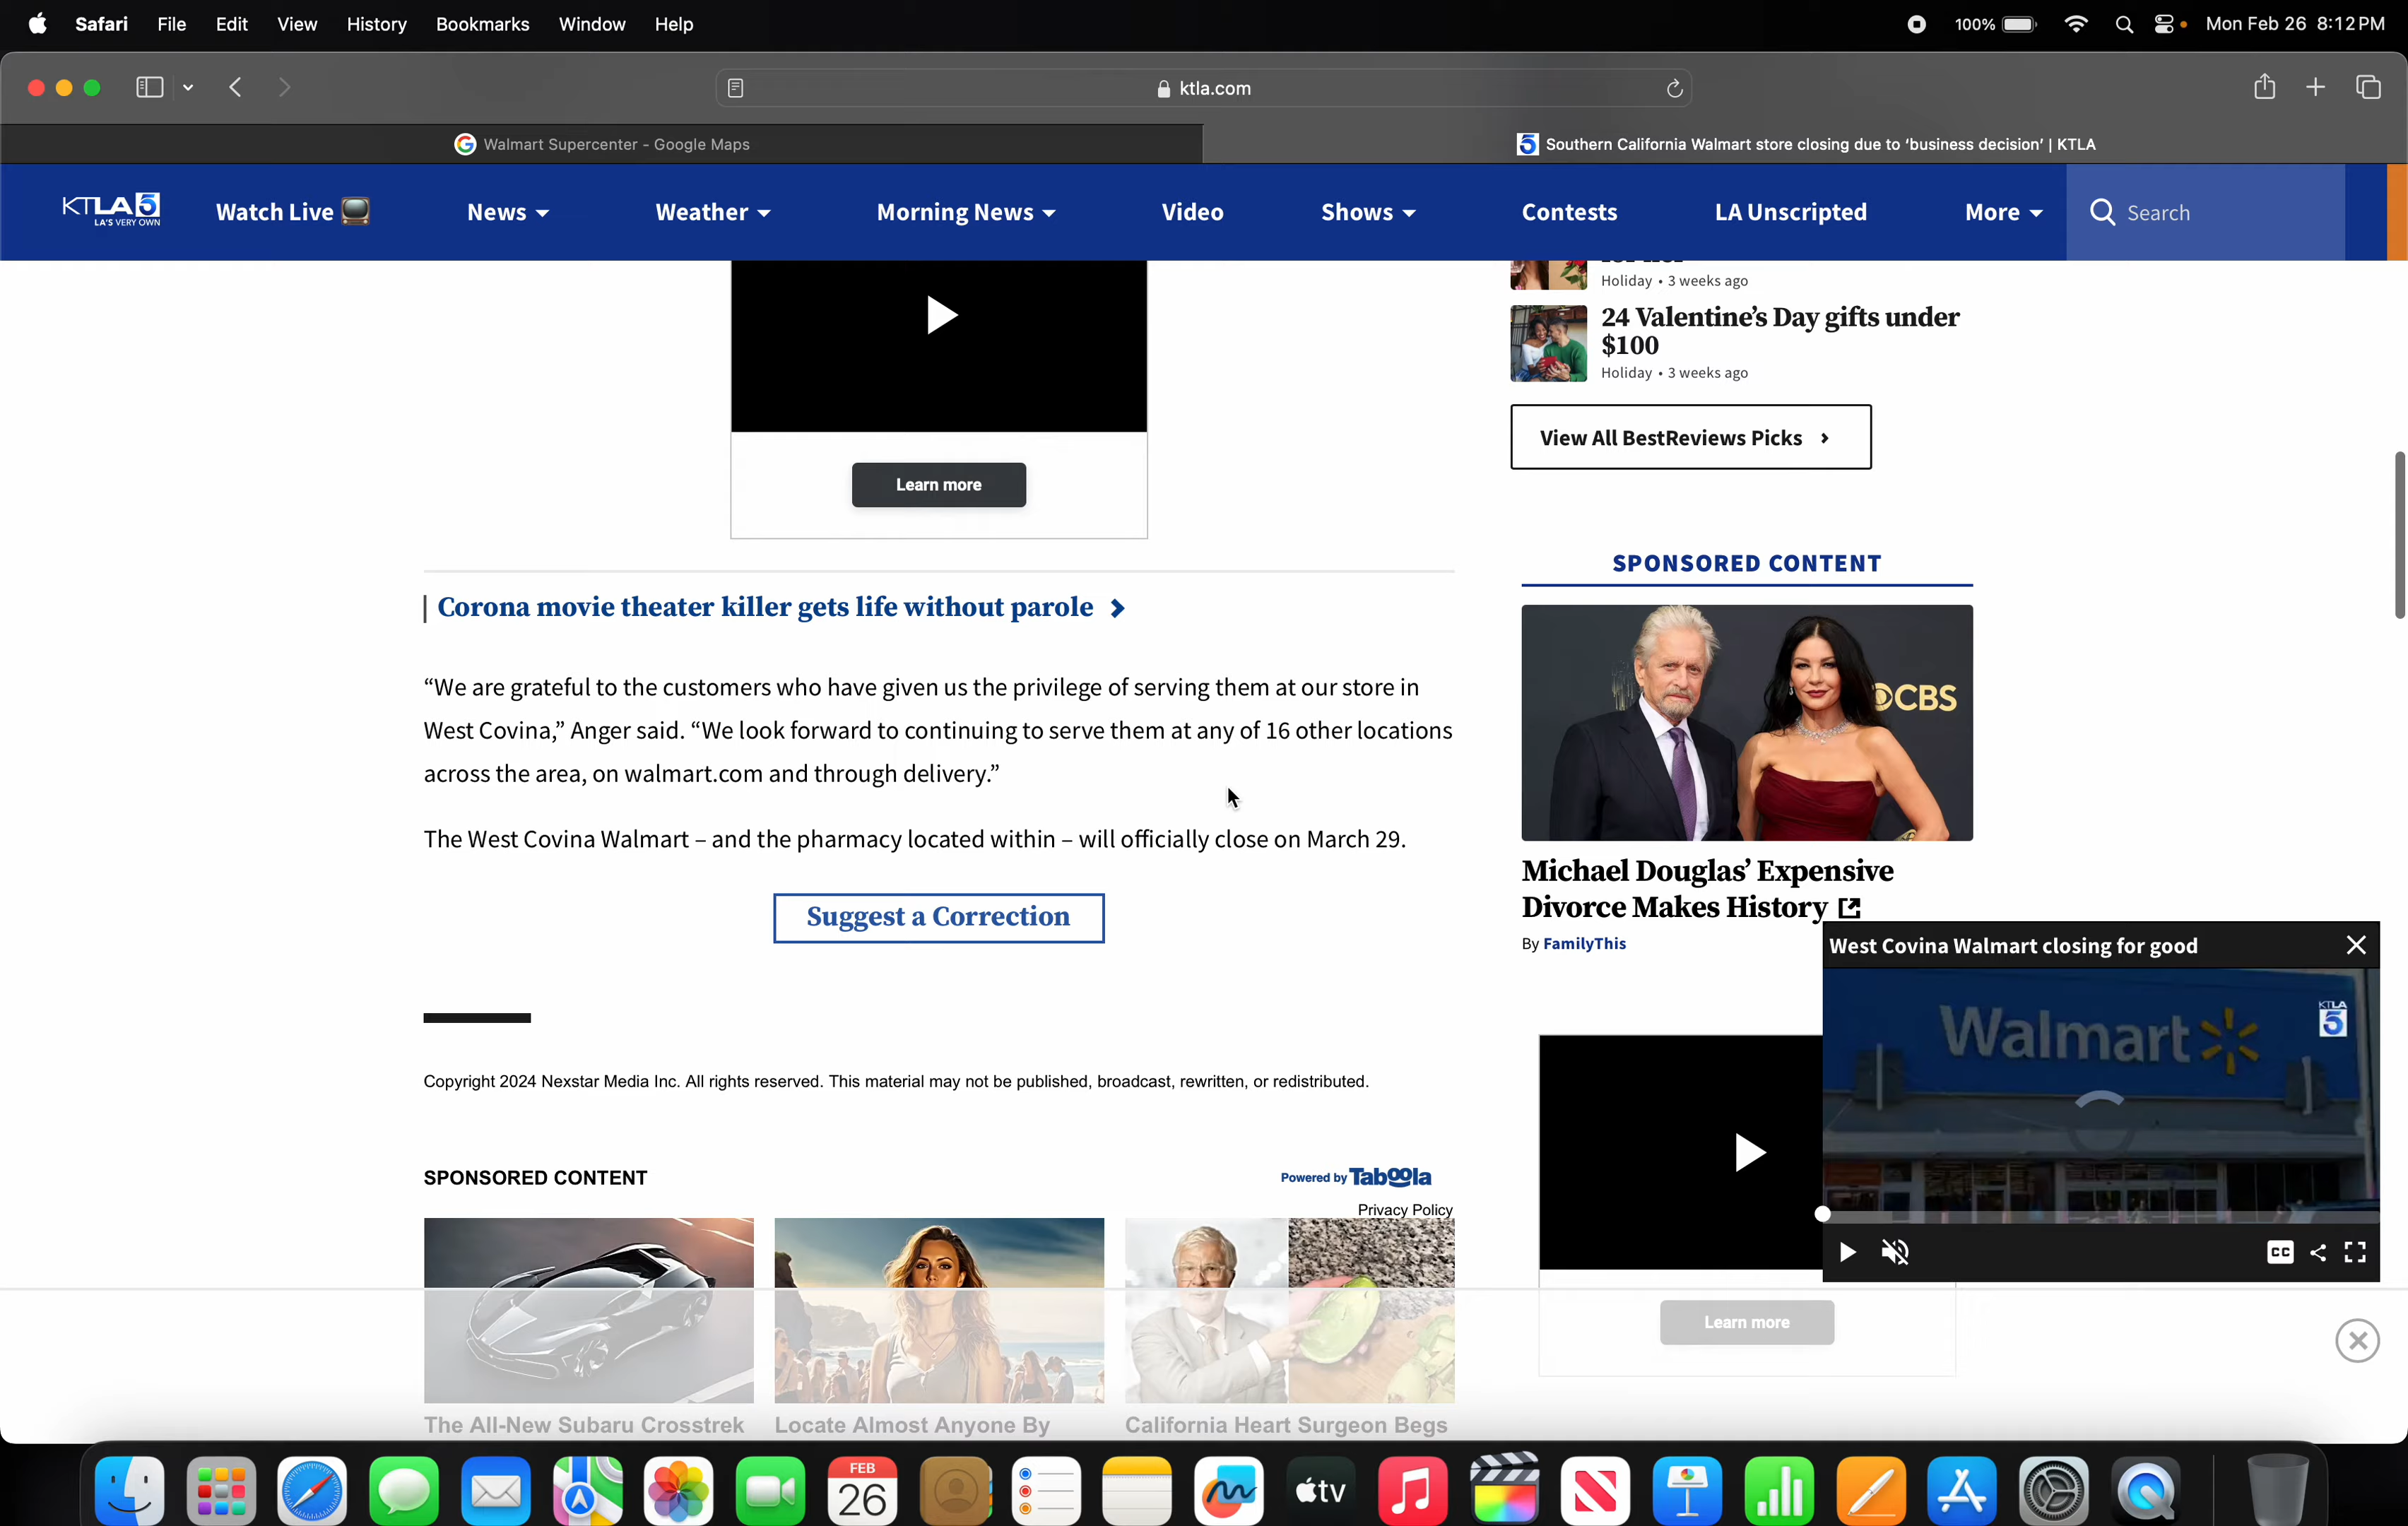 Safari File Edit View History Bookmarks Window Help
100% Mon Feb 26 8:12 PM
ktla.com
Walmart Supercenter - Google Maps
5 Southern California Walmart store closing due to ‘business decision’ | KTLA
KTLA 5
LA'S VERY OWN
Watch Live News Weather Morning News Video Shows Contests LA Unscripted More Search
Holiday • 3 weeks ago
24 Valentine’s Day gifts under
$100
Holiday • 3 weeks ago
View All BestReviews Picks ›
Learn more
Corona movie theater killer gets life without parole
“We are grateful to the customers who have given us the privilege of serving them at our store in
West Covina,” Anger said. “We look forward to continuing to serve them at any of 16 other locations
across the area, on walmart.com and through delivery.”
The West Covina Walmart – and the pharmacy located within – will officially close on March 29.
Suggest a Correction
Copyright 2024 Nexstar Media Inc. All rights reserved. This material may not be published, broadcast, rewritten, or redistributed.
SPONSORED CONTENT
Powered by Taboola
Privacy Policy
The All-New Subaru Crosstrek
Locate Almost Anyone By
California Heart Surgeon Begs
SPONSORED CONTENT
CBS
Michael Douglas’ Expensive
Divorce Makes History
By FamilyThis
West Covina Walmart closing for good
Walmart
KTLA
5
CC
Learn more
FEB
26
tv